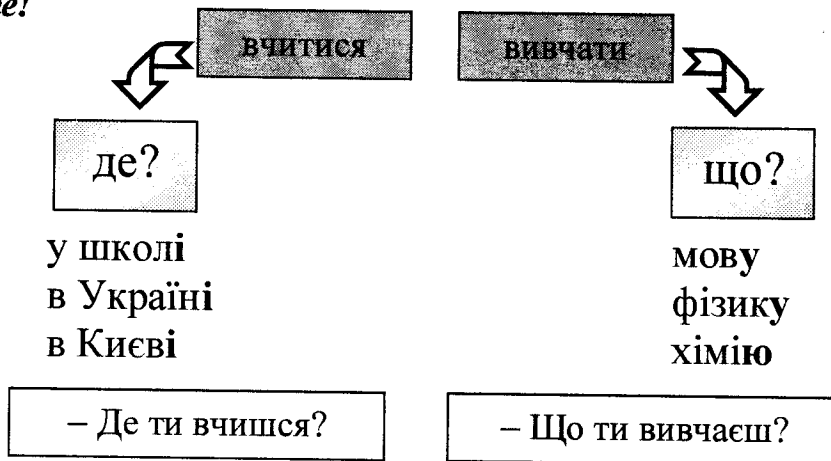 вчитися вивчати
де? що?
у школі мову
в Україні фізику
в Києві хімію
– Де ти вчишся? – Що ти вивчаєш?